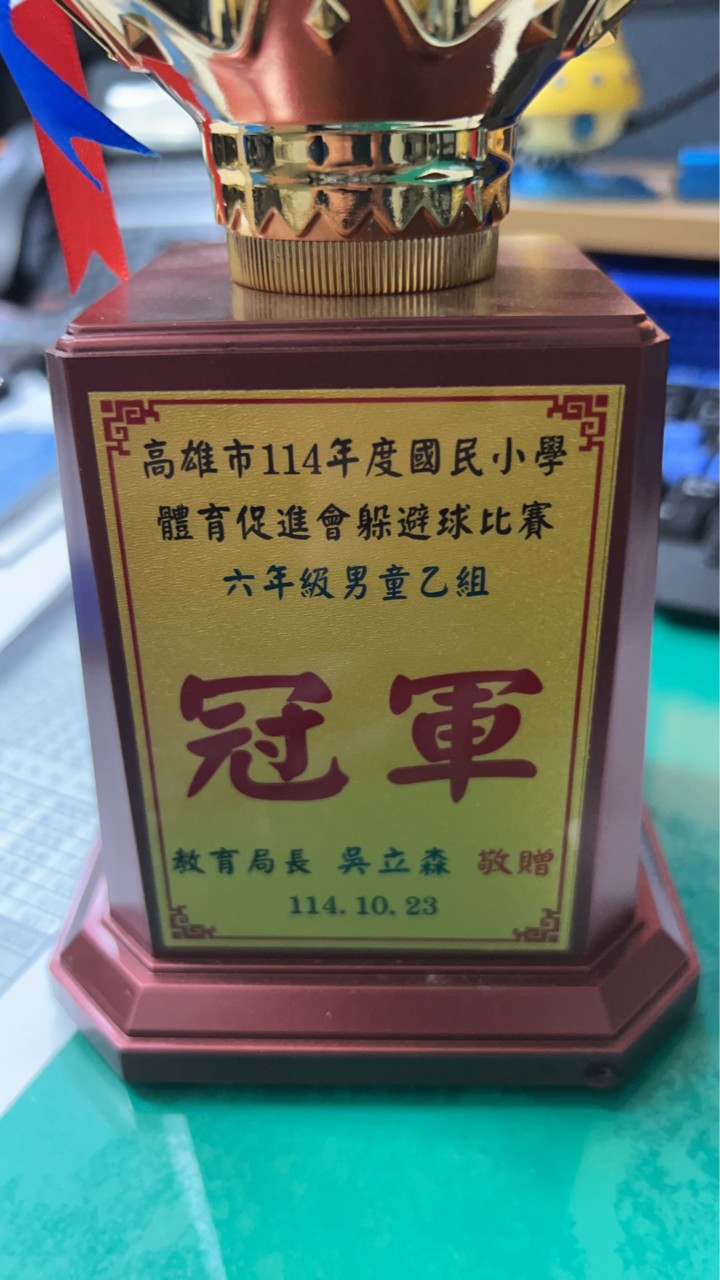 高雄市114年度國民小學
體育促進會躲避球比賽
六年級男童乙組
冠軍
教育局長 吳立森 敬贈
114.10.23